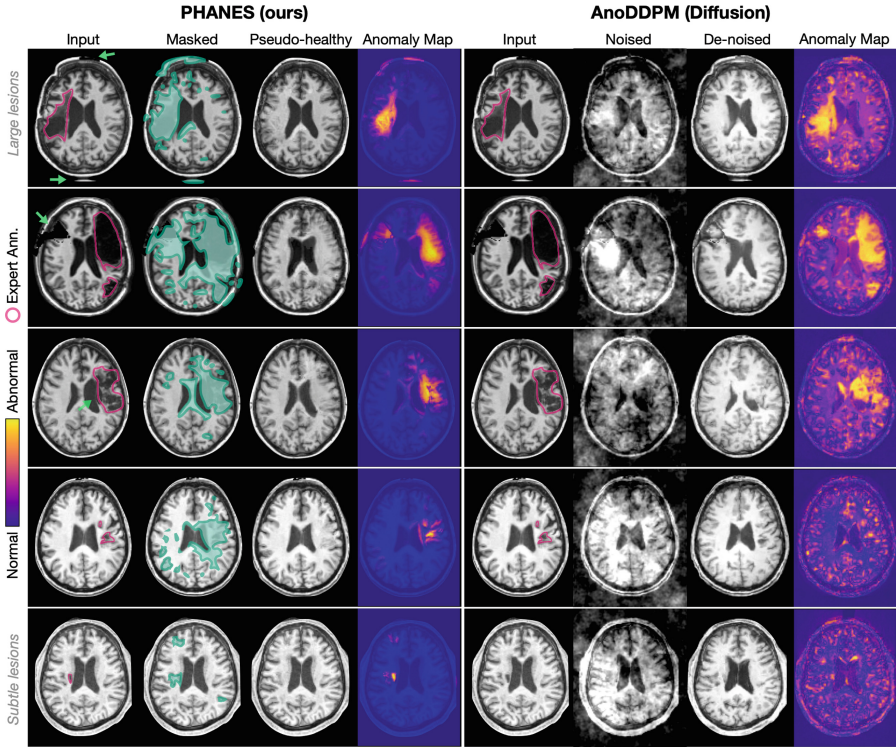 PHANES (ours) AnoDDPM (Diffusion)
Input Masked Pseudo-healthy Anomaly Map Input Noised De-noised Anomaly Map
Large lesions
Expert Ann.
Abnormal
Normal
Subtle lesions